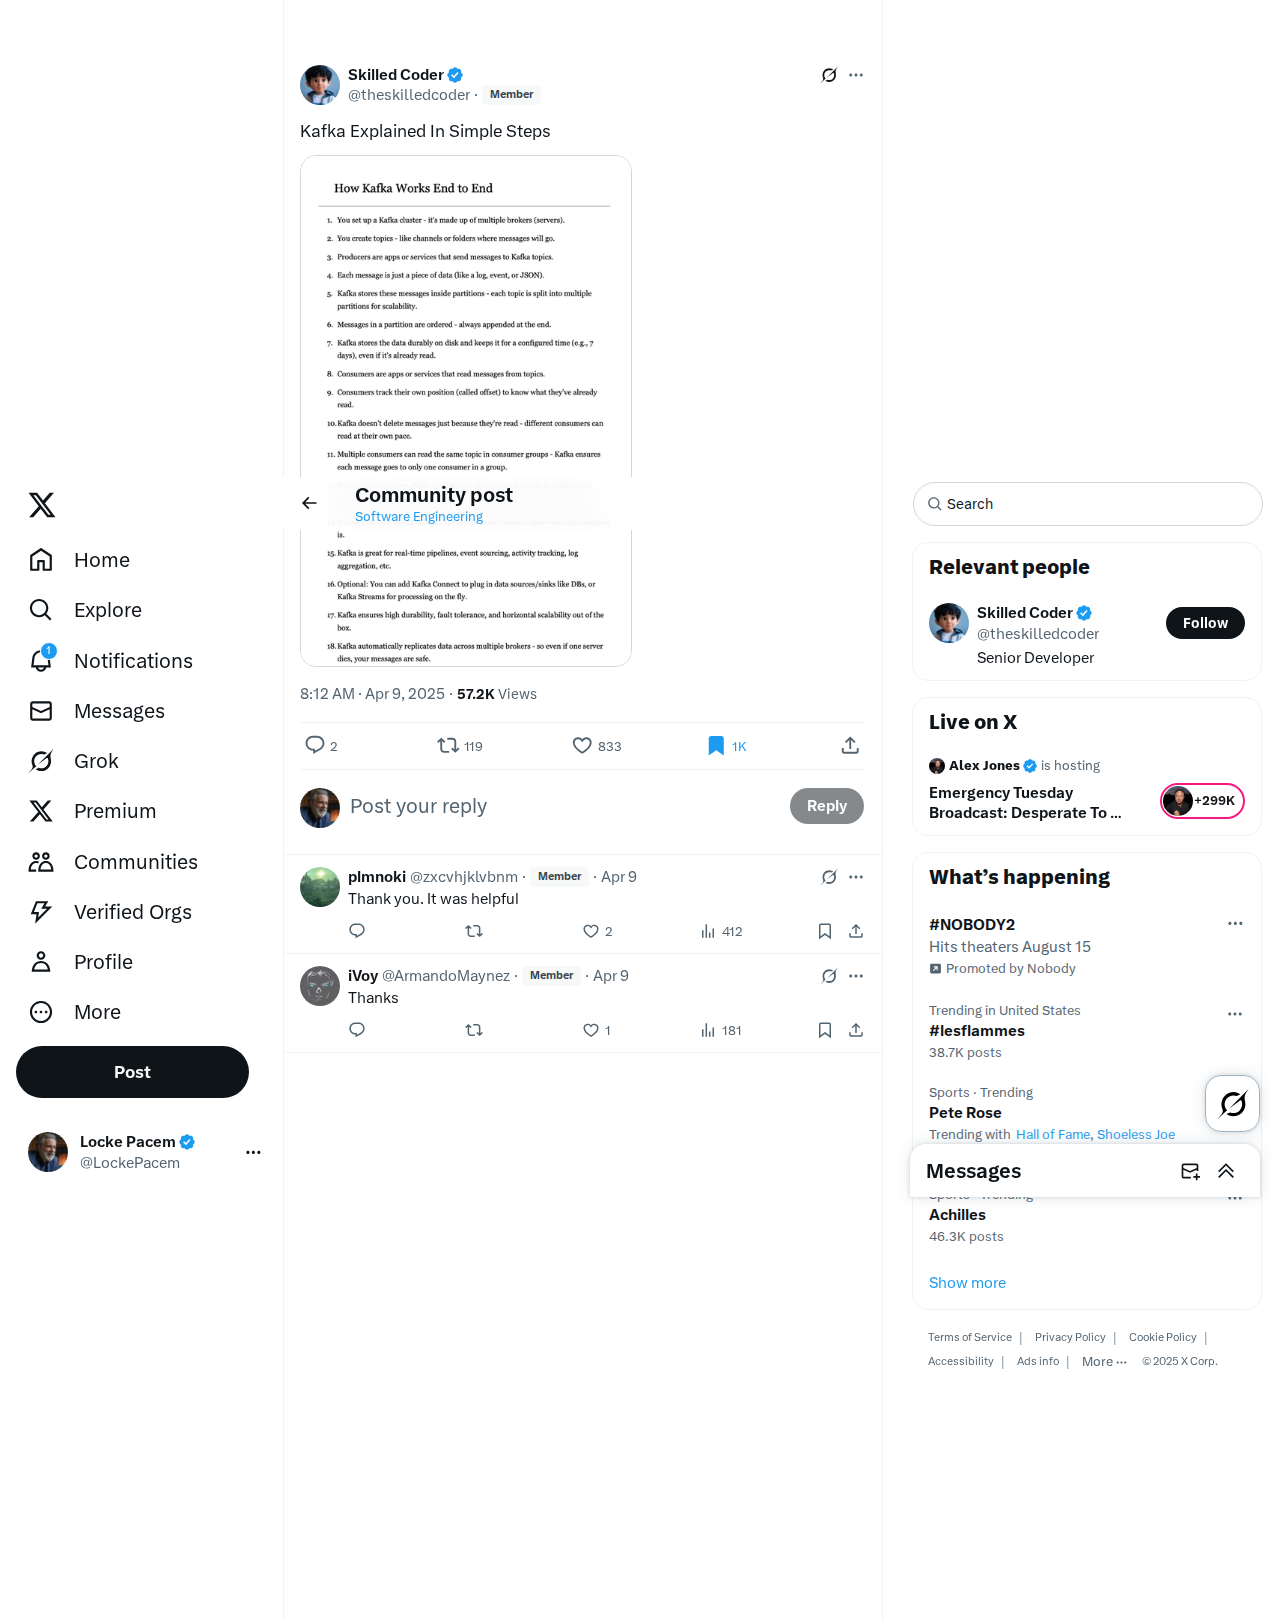 Skilled Coder
@theskilledcoder · Member
Kafka Explained In Simple Steps
How Kafka Works End to End
1. You set up a Kafka cluster - it's made up of multiple brokers (servers).
2. You create topics - like channels or folders where messages will go.
3. Producers are apps or services that send messages to Kafka topics.
4. Each message is just a piece of data (like a log, event, or JSON).
5. Kafka stores these messages inside partitions - each topic is split into multiple
partitions for scalability.
6. Messages in a partition are ordered - always appended at the end.
7. Kafka stores the data durably on disk and keeps it for a configured time (e.g., 7
days), even if it's already read.
8. Consumers are apps or services that read messages from topics.
9. Consumers track their own position (called offset) to know what they've already
read.
10. Kafka doesn't delete messages just because they're read - different consumers can
read at their own pace.
11. Multiple consumers can read the same topic in consumer groups - Kafka ensures
each message goes to only one consumer in a group.
Community post
Software Engineering
is.
15. Kafka is great for real-time pipelines, event sourcing, activity tracking, log
aggregation, etc.
16. Optional: You can add Kafka Connect to plug in data sources/sinks like DBs, or
Kafka Streams for processing on the fly.
17. Kafka ensures high durability, fault tolerance, and horizontal scalability out of the
box.
18. Kafka automatically replicates data across multiple brokers - so even if one server
dies, your messages are safe.
8:12 AM · Apr 9, 2025 · 57.2K Views
2 119 833 1K
Post your reply
Reply
plmnoki @zxcvhjklvbnm · Member · Apr 9
Thank you. It was helpful
2 412
iVoy @ArmandoMaynez · Member · Apr 9
Thanks
1 181
Home
Explore
1
Notifications
Messages
Grok
Premium
Communities
Verified Orgs
Profile
More
Post
Locke Pacem
@LockePacem
Search
Relevant people
Skilled Coder
@theskilledcoder
Follow
Senior Developer
Live on X
Alex Jones is hosting
Emergency Tuesday
Broadcast: Desperate To ...
+299K
What's happening
#NOBODY2
Hits theaters August 15
Promoted by Nobody
Trending in United States
#lesflammes
38.7K posts
Sports · Trending
Pete Rose
Trending with Hall of Fame, Shoeless Joe
Messages
Sports · Trending
Achilles
46.3K posts
Show more
Terms of Service | Privacy Policy | Cookie Policy |
Accessibility | Ads info | More ··· © 2025 X Corp.